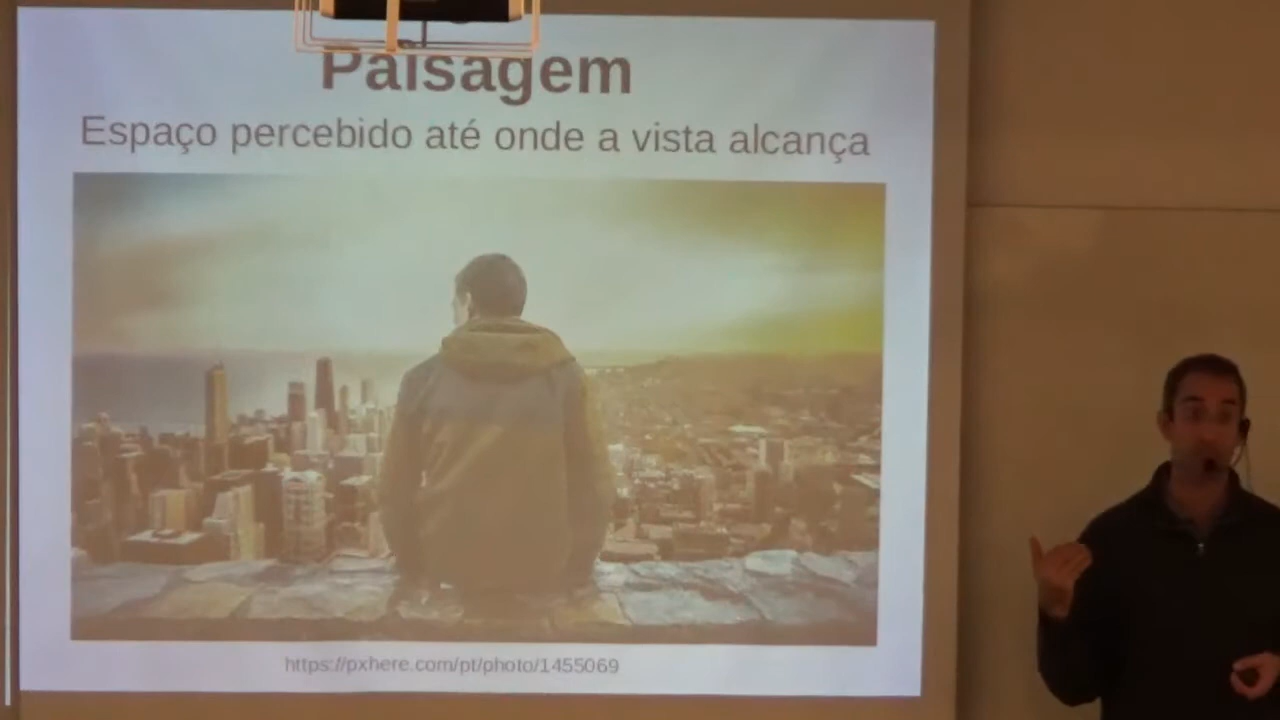 Paisagem
Espaço percebido até onde a vista alcança
https://pxhere.com/pt/photo/1455069